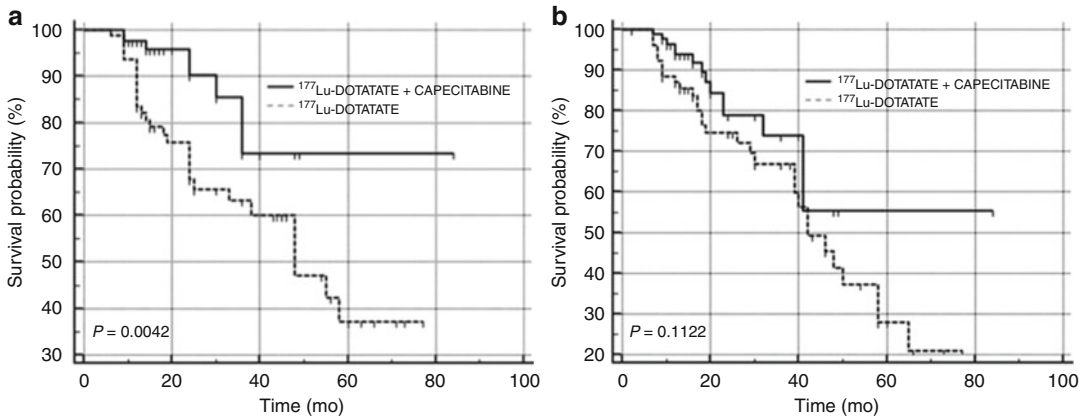 a
Survival probability (%)
100
90
80
70
60
50
40
30
¹⁷⁷Lu-DOTATATE + CAPECITABINE
¹⁷⁷Lu-DOTATATE
P = 0.0042
0 20 40 60 80 100
Time (mo)
b
Survival probability (%)
100
90
80
70
60
50
40
30
20
¹⁷⁷Lu-DOTATATE + CAPECITABINE
¹⁷⁷Lu-DOTATATE
P = 0.1122
0 20 40 60 80 100
Time (mo)